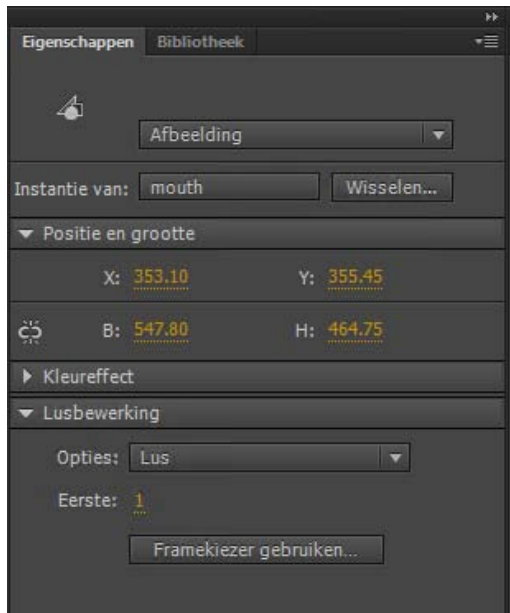 Eigenschappen Bibliotheek
Afbeelding
Instantie van: mouth Wisselen...
Positie en grootte
X: 353.10 Y: 355.45
B: 547.80 H: 464.75
Kleureffect
Lusbewerking
Opties: Lus
Eerste: 1
Framekiezer gebruiken...